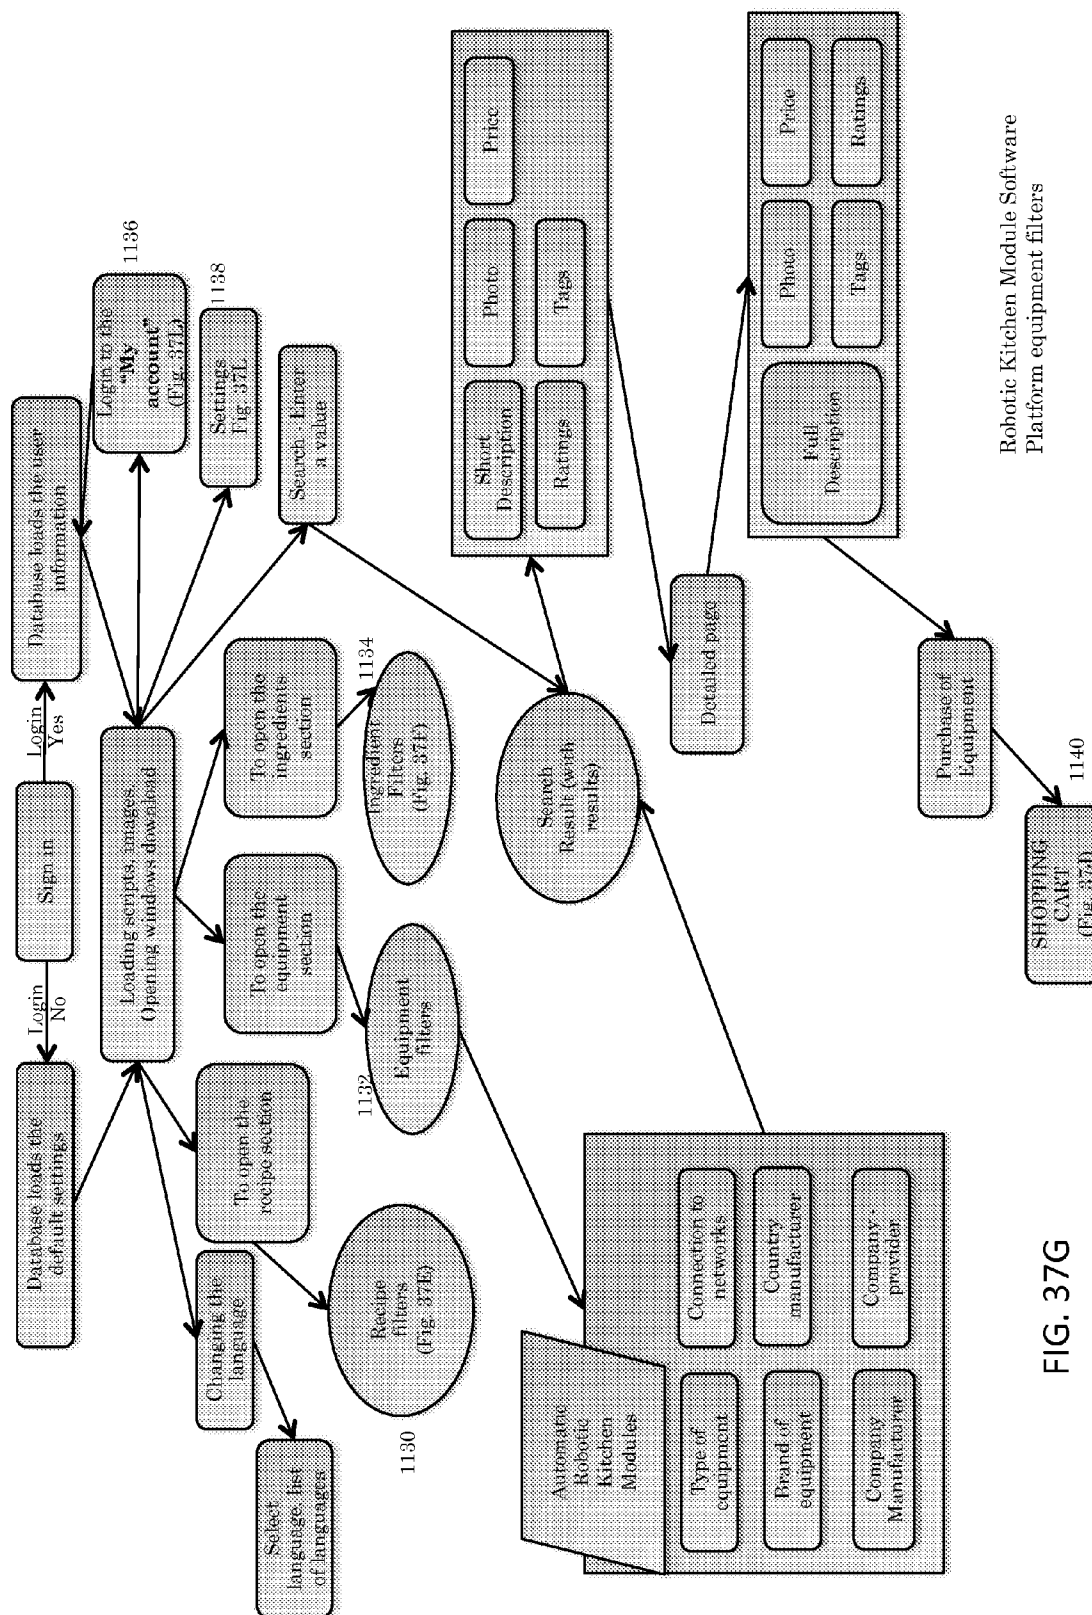 Database loads the
default settings
Login
No
Sign in
Login
Yes
Database loads the user
information
Loading scripts, images.
Opening windows download
Login to the
“My
account”
(Fig. 37L)
1136
Settings
Fig. 37L
1138
Search - Enter
a value
Changing the
language
Select
language, list
of languages
To open the
recipe section
To open the
equipment
section
To open the
ingredients
section
Recipe
filters
(Fig. 37E)
1130
Equipment
filters
1132
Ingredient
Filters
(Fig. 37F)
1134
Search
Result (with
results)
Short
Description
Photo
Price
Ratings
Tags
Automatic
Robotic
Kitchen
Modules
Type of
equipment
Connection to
networks
Brand of
equipment
Country
manufacturer
Company
Manufacturer
Company -
provider
Detailed page
Full
Description
Photo
Price
Tags
Ratings
Purchase of
Equipment
SHOPPING
CART
(Fig. 37J)
1140
Robotic Kitchen Module Software
Platform equipment filters
FIG. 37G